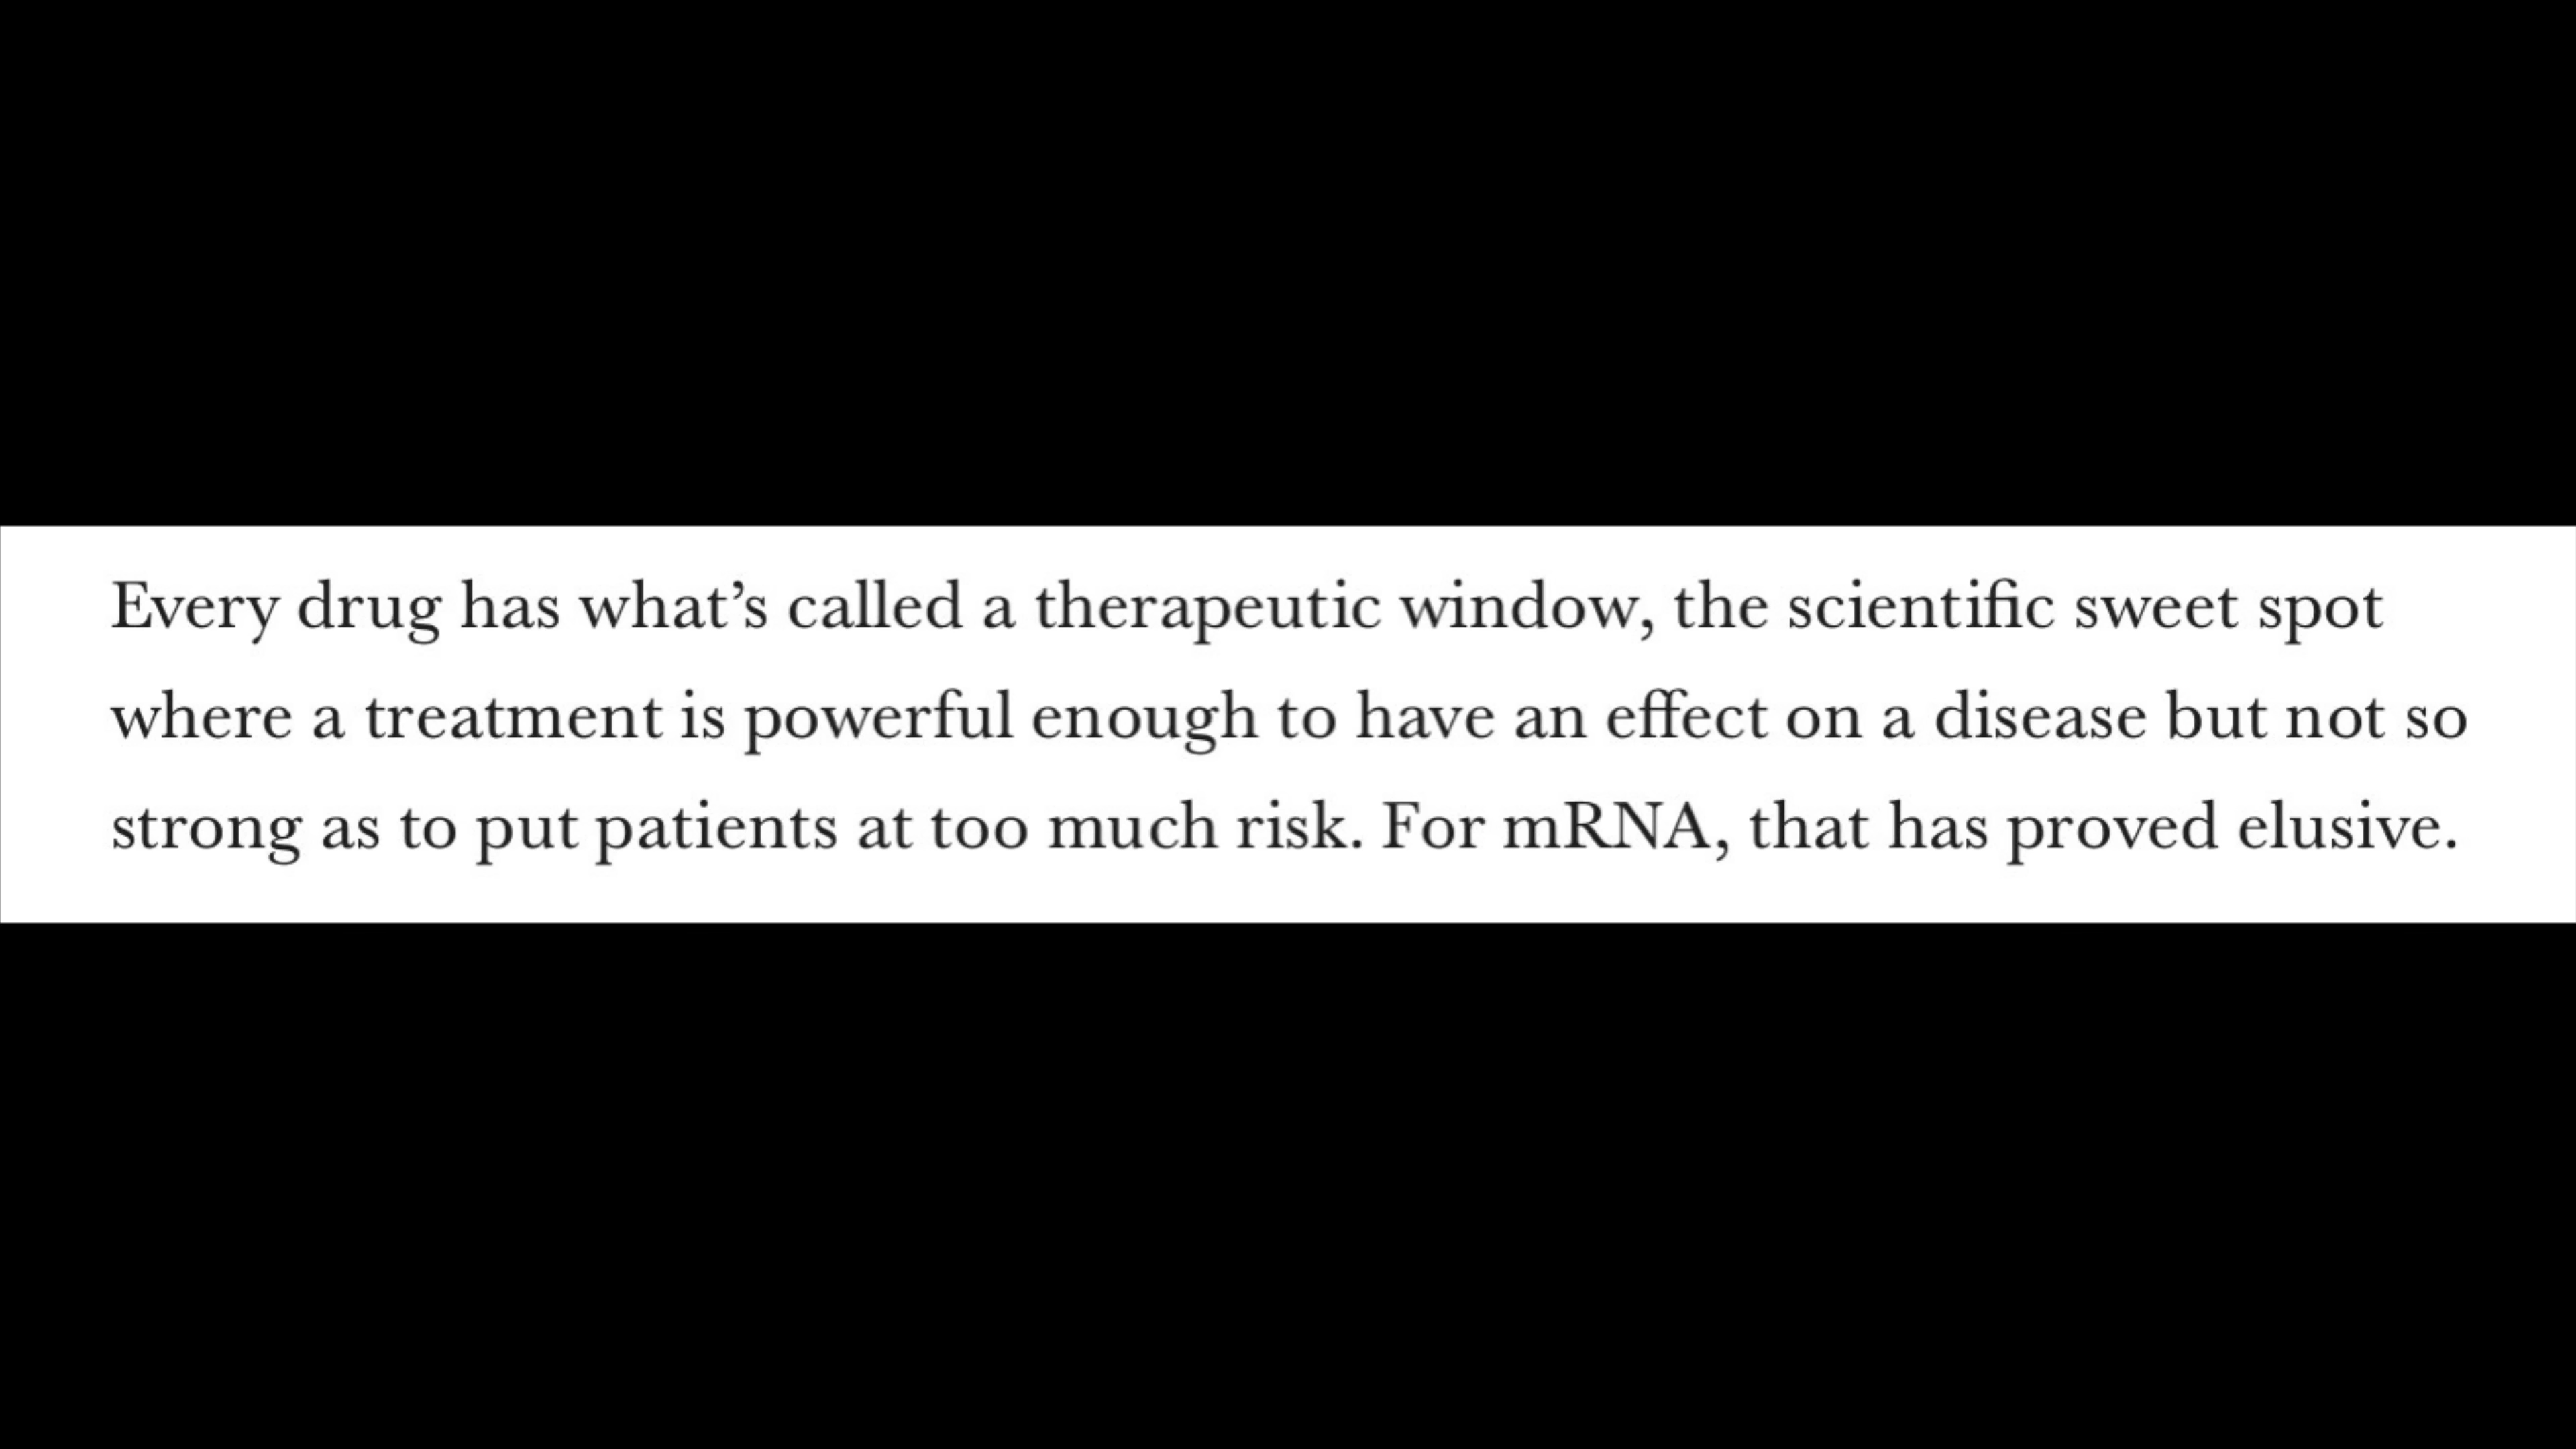 Every drug has what’s called a therapeutic window, the scientific sweet spot
where a treatment is powerful enough to have an effect on a disease but not so
strong as to put patients at too much risk. For mRNA, that has proved elusive.